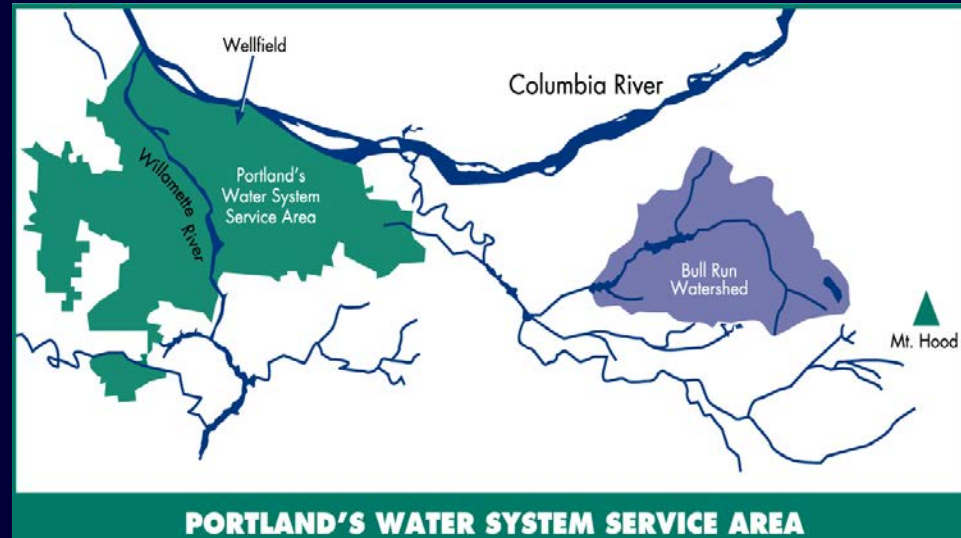 Wellfield
Columbia River
Portland's
Water System
Service Area
Willamette River
Bull Run
Watershed
Mt. Hood
PORTLAND'S WATER SYSTEM SERVICE AREA